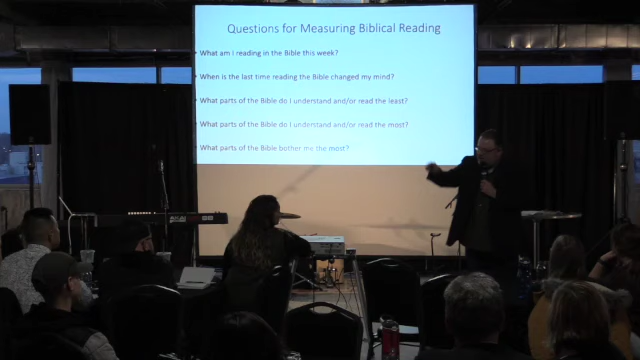 Questions for Measuring Biblical Reading
• What am I reading in the Bible this week?
• When is the last time reading the Bible changed my mind?
• What parts of the Bible do I understand and/or read the least?
• What parts of the Bible do I understand and/or read the most?
• What parts of the Bible bother me the most?